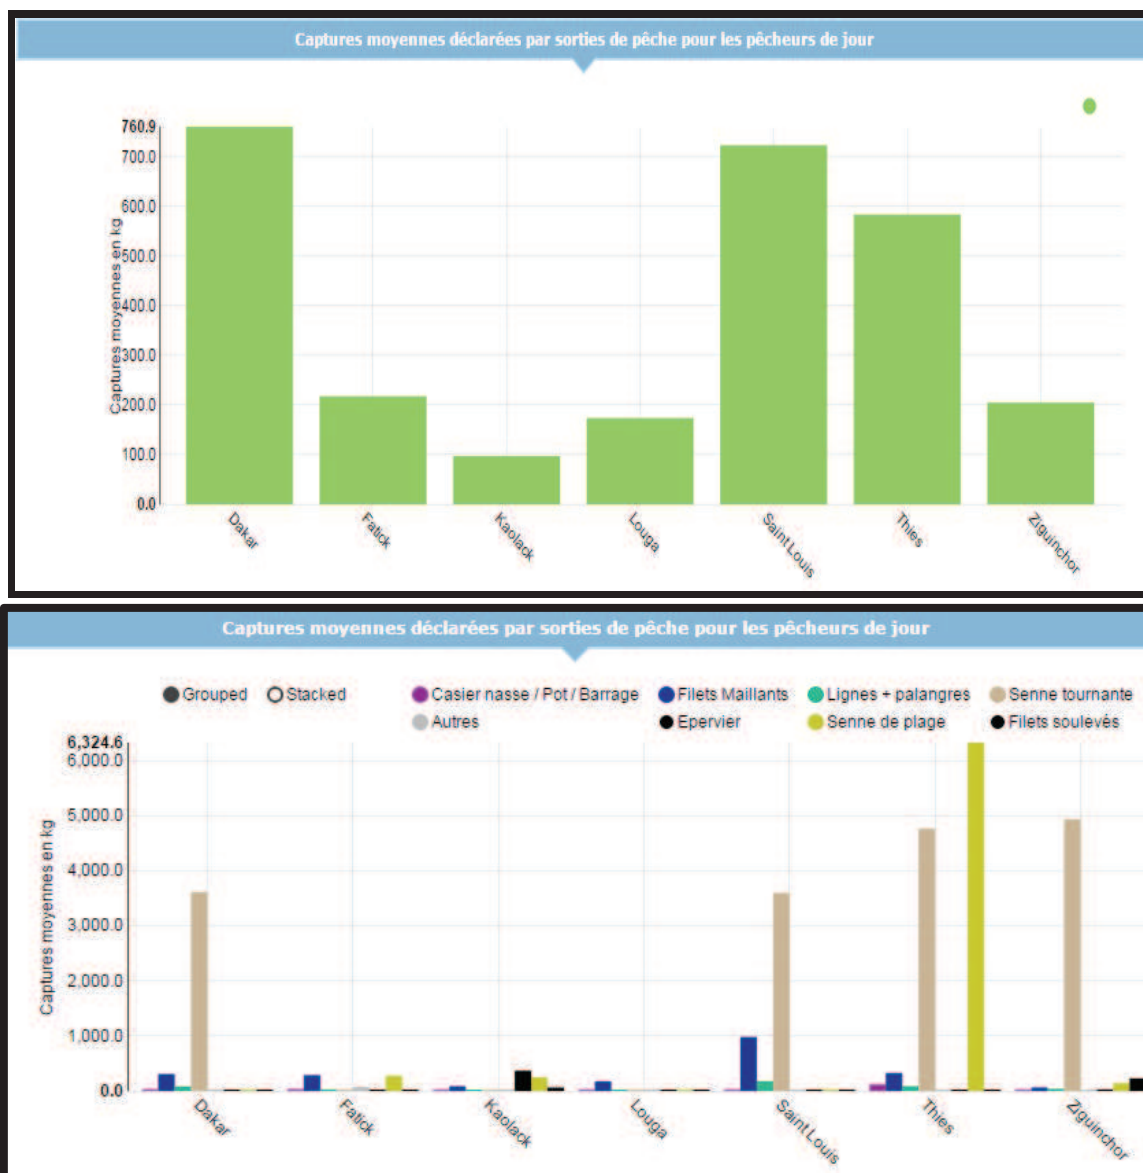 Captures moyennes déclarées par sorties de pêche pour les pêcheurs de jour
760.9
700.0
600.0
500.0
400.0
300.0
200.0
100.0
0.0
Captures moyennes en kg
Dakar
Fatick
Kaolack
Louga
Saint Louis
Thies
Ziguinchor
Captures moyennes déclarées par sorties de pêche pour les pêcheurs de jour
Grouped Stacked Casier nasse / Pot / Barrage Filets Maillants Lignes + palangres Senne tournante
Autres Epervier Senne de plage Filets soulevés
6,324.6
6,000.0
5,000.0
4,000.0
3,000.0
2,000.0
1,000.0
0.0
Captures moyennes en kg
Dakar
Fatick
Kaolack
Louga
Saint Louis
Thies
Ziguinchor